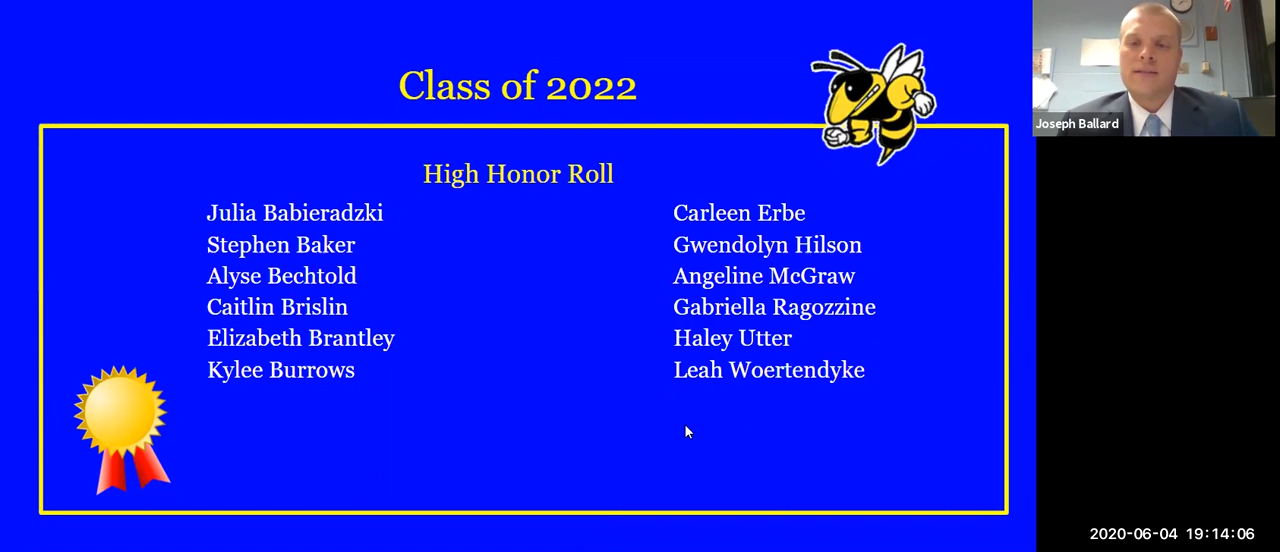 Class of 2022
High Honor Roll
Julia Babieradzki
Stephen Baker
Alyse Bechtold
Caitlin Brislin
Elizabeth Brantley
Kylee Burrows
Carleen Erbe
Gwendolyn Hilson
Angeline McGraw
Gabriella Ragozzine
Haley Utter
Leah Woertendyke
Joseph Ballard
2020-06-04 19:14:06